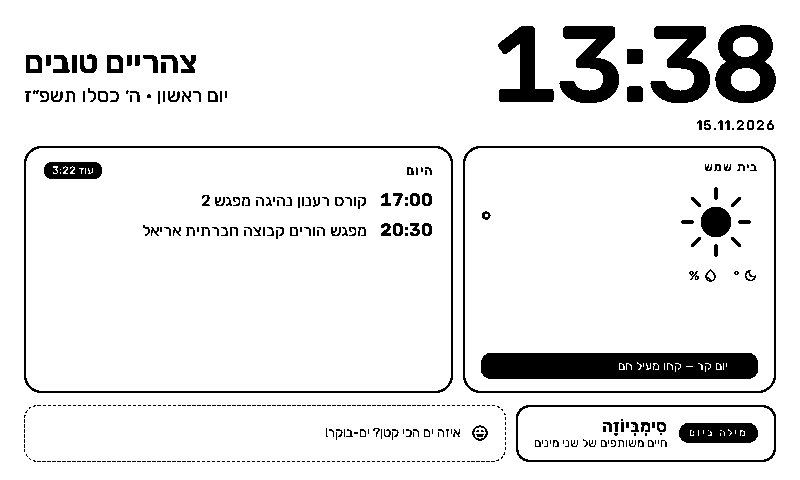 13:38
15.11.2026
צהריים טובים
יום ראשון • ה׳ כסלו תשפ״ז
בית שמש
°
° %
יום קר – קחו מעיל חם
היום
עוד 3:22
17:00 קורס רענון נהיגה מפגש 2
20:30 מפגש הורים קבוצה חברתית אריאל
מילה ביום
סִימְבְּיוֹזָה
חיים משותפים של שני מינים
איזה ים הכי קטן? ים-בוקר!